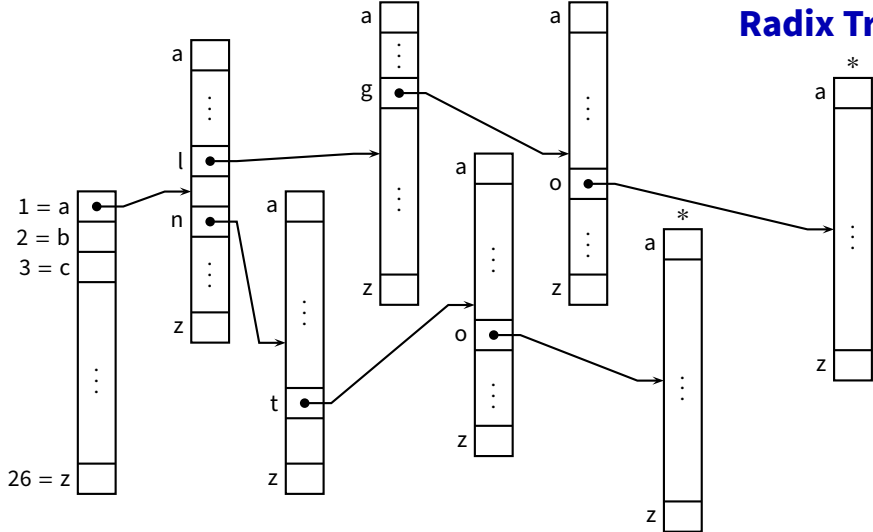 Radix Tr
a
⋮
g
⋮
z
a
⋮
l
n
⋮
z
a
⋮
o
⋮
z
*
a
⋮
z
1 = a
2 = b
3 = c
⋮
26 = z
a
⋮
t
z
a
⋮
o
⋮
z
*
a
⋮
z